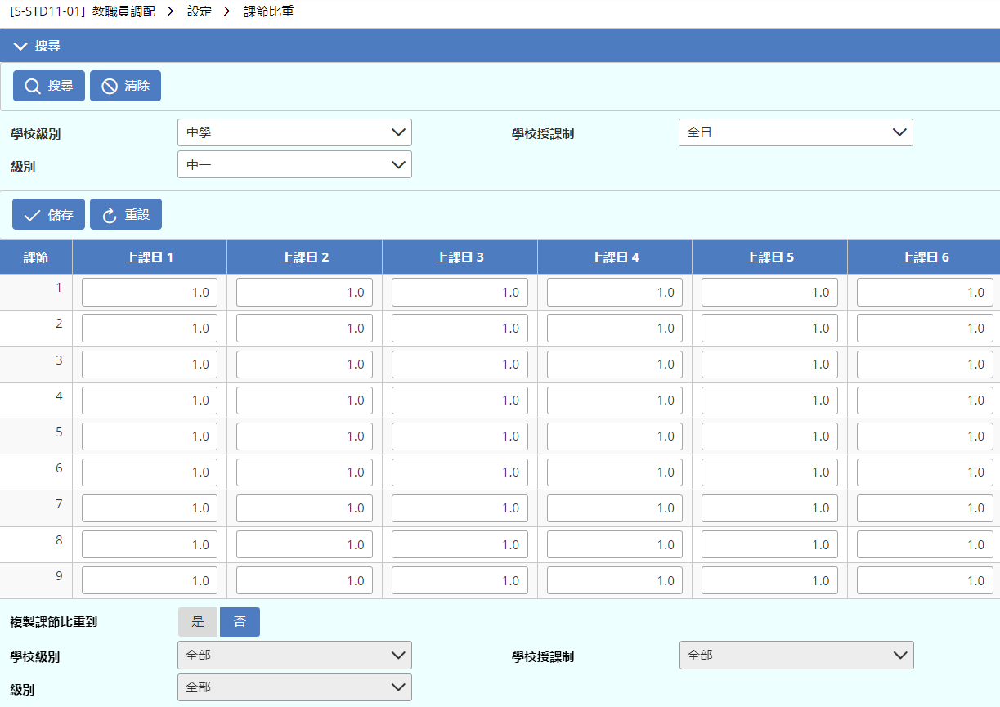 [S-STD11-01] 教職員調配 > 設定 > 課節比重
搜尋
搜尋 清除
學校級別 中學 學校授課制 全日
級別 中一
儲存 重設
課節 上課日 1 上課日 2 上課日 3 上課日 4 上課日 5 上課日 6
1 1.0 1.0 1.0 1.0 1.0 1.0
2 1.0 1.0 1.0 1.0 1.0 1.0
3 1.0 1.0 1.0 1.0 1.0 1.0
4 1.0 1.0 1.0 1.0 1.0 1.0
5 1.0 1.0 1.0 1.0 1.0 1.0
6 1.0 1.0 1.0 1.0 1.0 1.0
7 1.0 1.0 1.0 1.0 1.0 1.0
8 1.0 1.0 1.0 1.0 1.0 1.0
9 1.0 1.0 1.0 1.0 1.0 1.0
複製課節比重到 是 否
學校級別 全部 學校授課制 全部
級別 全部